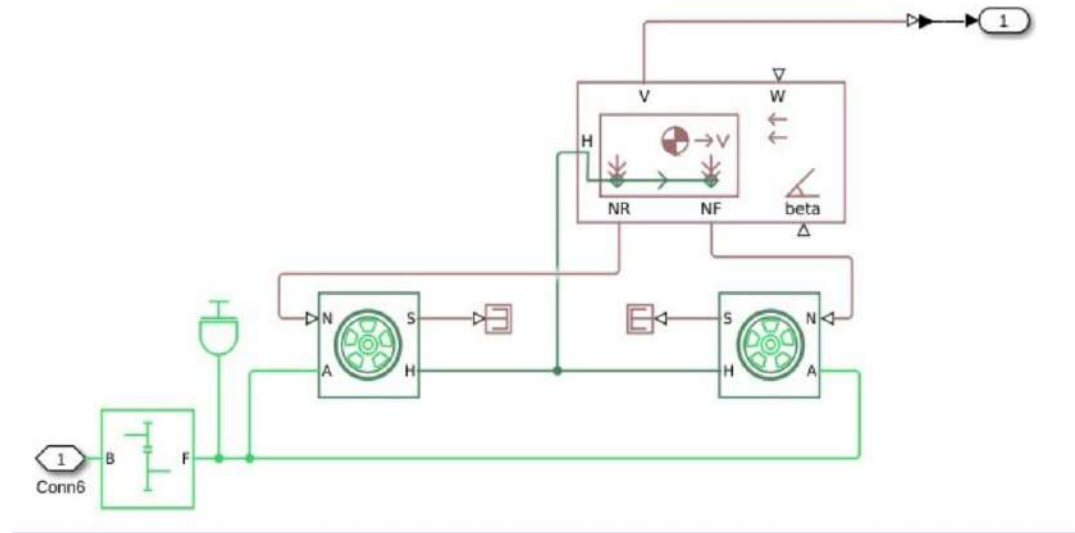 1
V W
H
V
NR NF beta
N S S N
A H H A
1 B F
Conn6